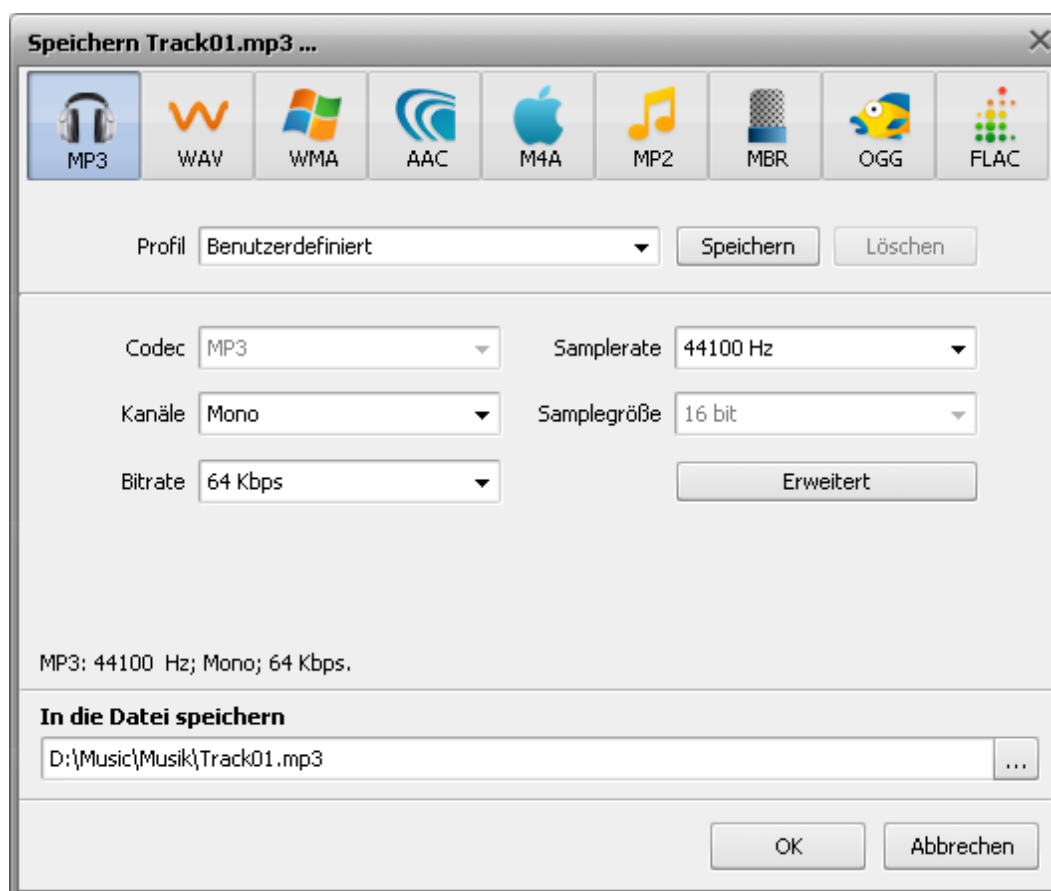 Speichern Track01.mp3 ...
MP3 WAV WMA AAC M4A MP2 MBR OGG FLAC
Profil Benutzerdefiniert Speichern Löschen
Codec MP3 Samplerate 44100 Hz
Kanäle Mono Samplegröße 16 bit
Bitrate 64 Kbps Erweitert
MP3: 44100 Hz; Mono; 64 Kbps.
In die Datei speichern
D:\Music\Musik\Track01.mp3 ...
OK Abbrechen